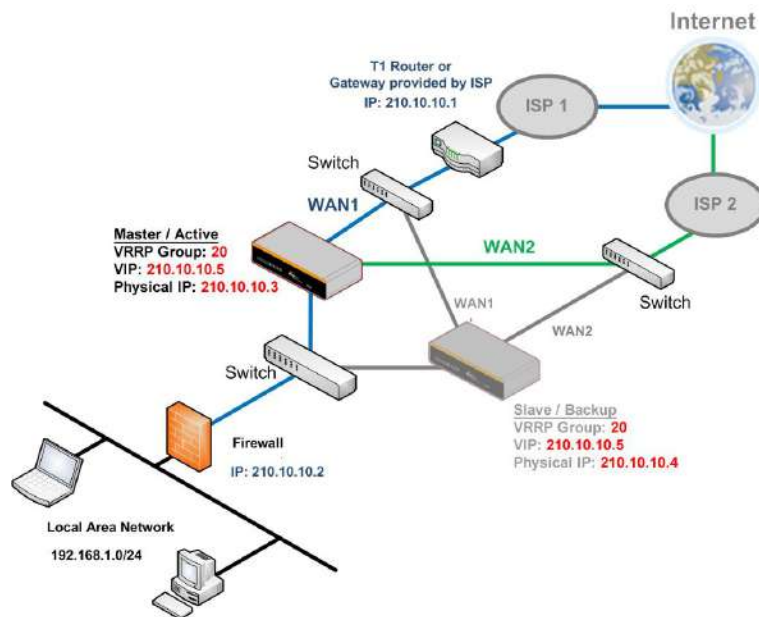 Internet
T1 Router or
Gateway provided by ISP
IP: 210.10.10.1
ISP 1
Switch
WAN1
ISP 2
Master / Active
VRRP Group: 20
VIP: 210.10.10.5
Physical IP: 210.10.10.3
WAN2
Switch
WAN1
WAN2
Switch
Slave / Backup
VRRP Group: 20
VIP: 210.10.10.5
Physical IP: 210.10.10.4
Firewall
IP: 210.10.10.2
Local Area Network
192.168.1.0/24